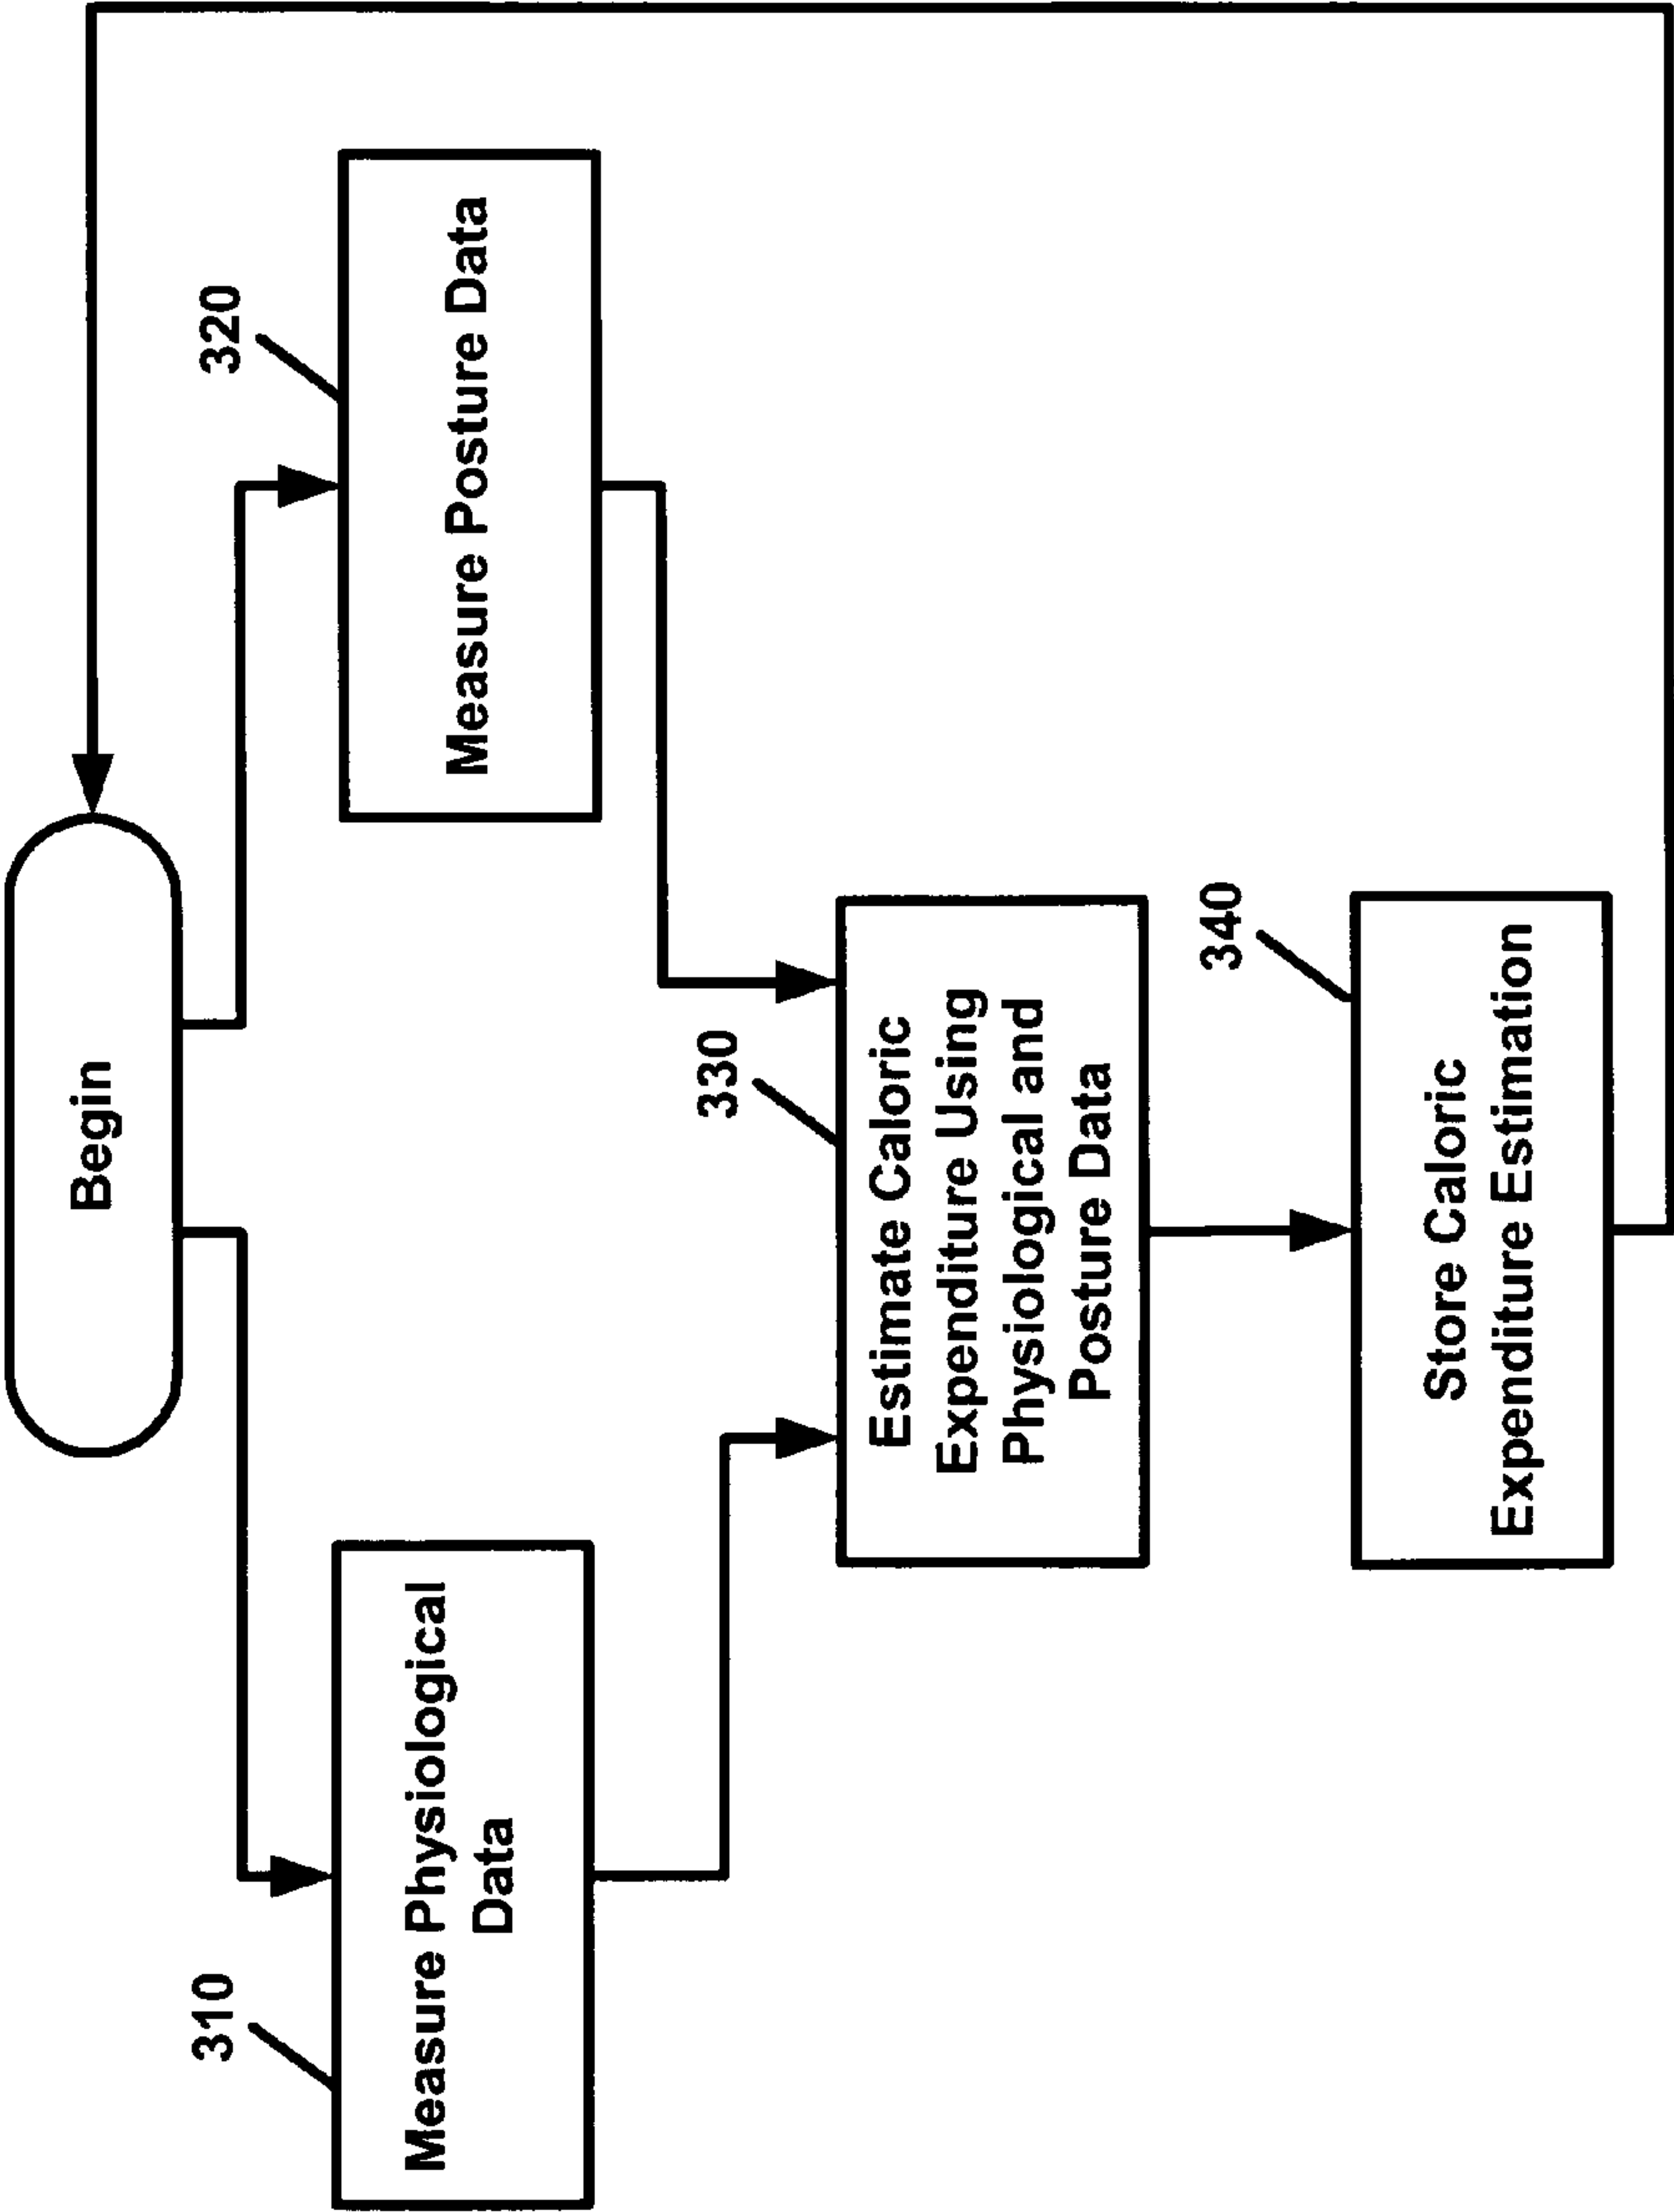 Begin
310
Measure Physiological
Data
320
Measure Posture Data
330
Estimate Caloric
Expenditure Using
Physiological and
Posture Data
340
Store Caloric
Expenditure Estimation